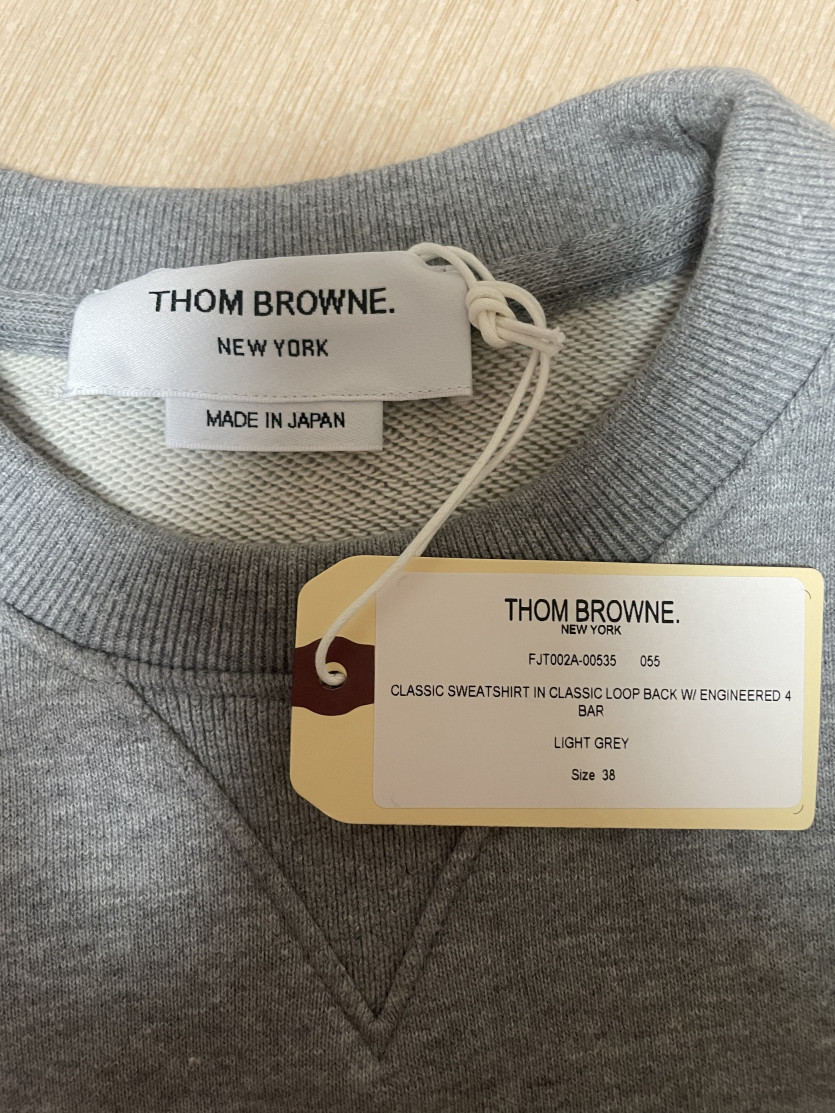 THOM BROWNE.
NEW YORK
MADE IN JAPAN
THOM BROWNE.
NEW YORK
FJT002A-00535 055
CLASSIC SWEATSHIRT IN CLASSIC LOOP BACK W/ ENGINEERED 4
BAR
LIGHT GREY
Size 38